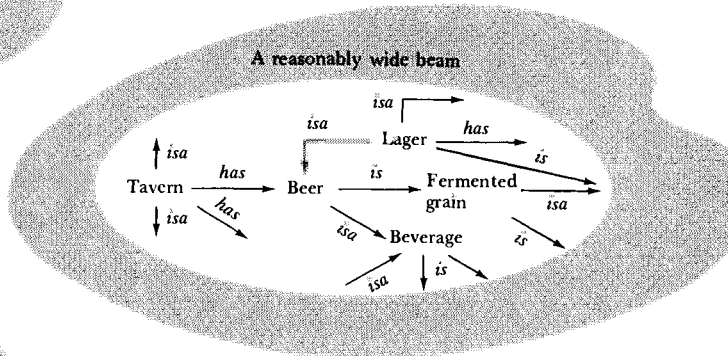 A reasonably wide beam
isa
isa
Lager
has
is
isa
Tavern
has
Beer
is
Fermented
grain
isa
isa
has
isa
Beverage
is
isa
is